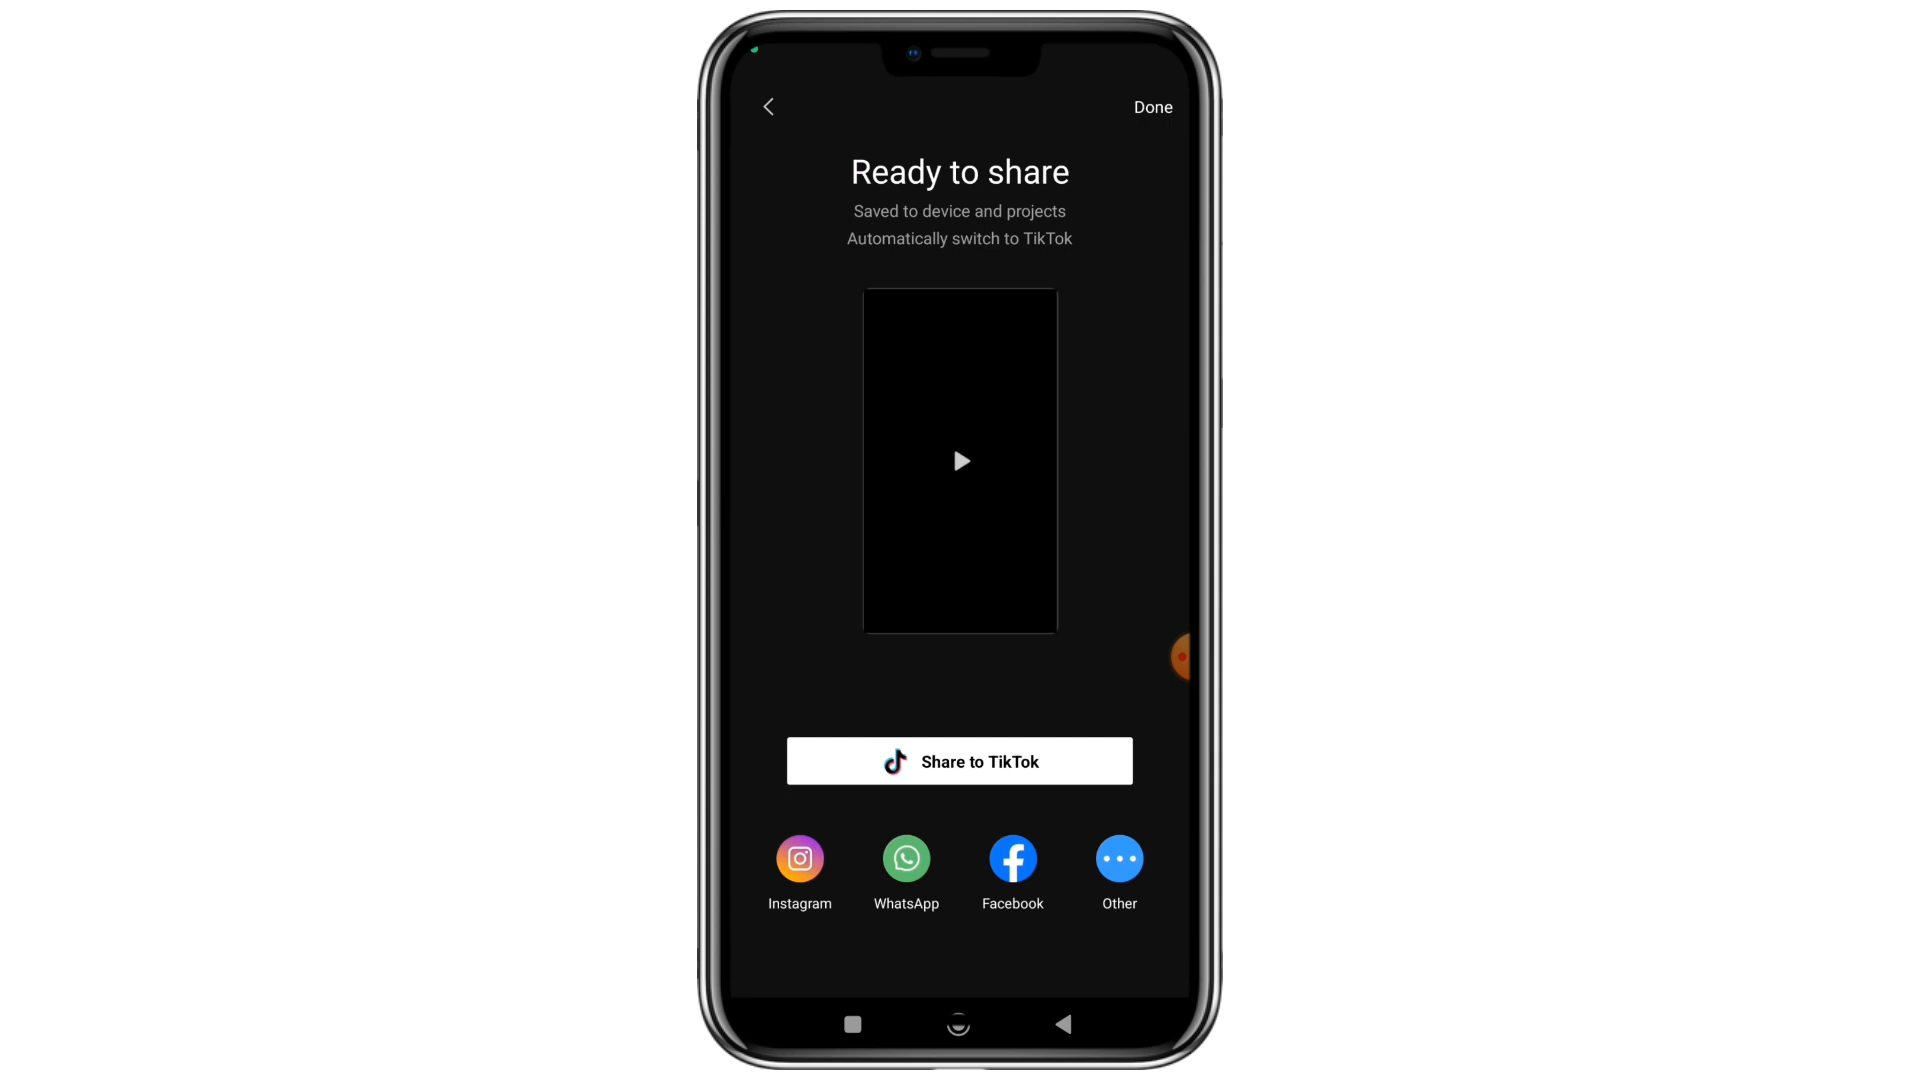 Done
Ready to share
Saved to device and projects
Automatically switch to TikTok
Share to TikTok
Instagram
WhatsApp
Facebook
Other